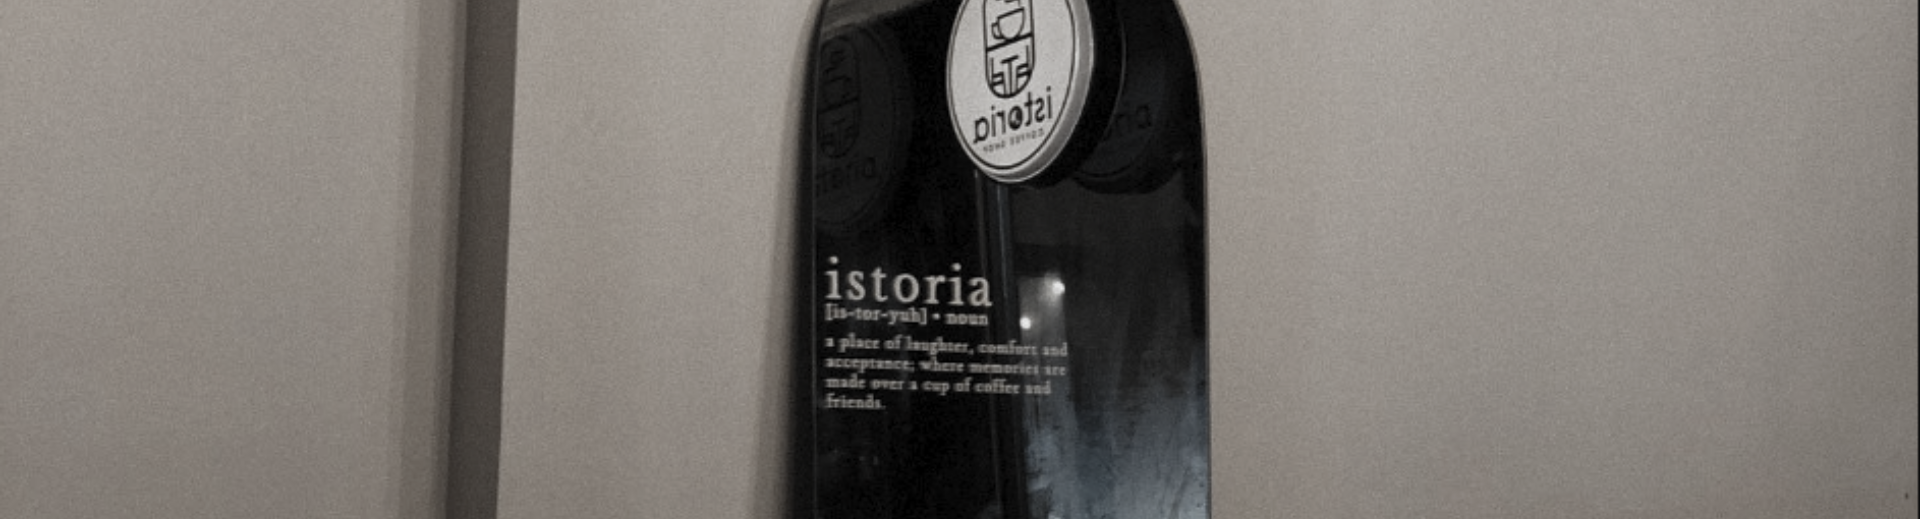 istoria
COFFEE SHOP
istoria
[is-tor-yuh] • noun
a place of laughter, comfort and
acceptance; where memories are
made over a cup of coffee and
friends.